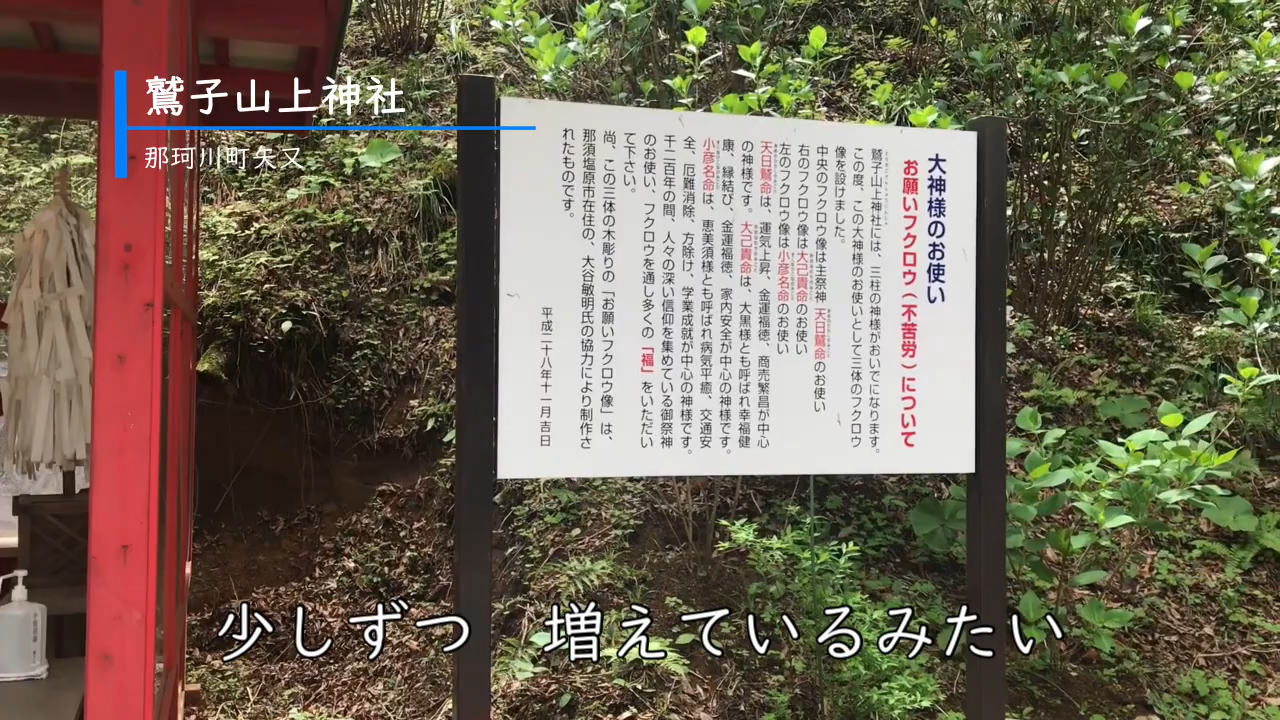 鷲子山上神社
那珂川町矢又
大神様のお使い
お願いフクロウ(不苦労)について
鷲子山上神社には、三柱の神様がおいでになります。
この度、この大神様のお使いとして三体のフクロウ
像を設けました。
中央のフクロウ像は主祭神 天日鷲命のお使い
右のフクロウ像は大己貴命のお使い
左のフクロウ像は小彦名命のお使い
天日鷲命は、運気上昇、金運福徳、商売繁昌が中心
の神様です。大己貴命は、大黒様とも呼ばれ幸福健
康、縁結び、金運福徳、家内安全が中心の神様です。
小彦名命は、恵美須様とも呼ばれ病気平癒、交通安
全、厄難消除、方除け、学業成就が中心の神様です。
千二百年の間、人々の深い信仰を集めている御祭神
のお使い、フクロウを通し多くの「福」をいただい
て下さい。
尚、この三体の木彫りの「お願いフクロウ像」は、
那須塩原市在住の、大谷敏明氏の協力により制作さ
れたものです。
平成二十八年十一月吉日
少しずつ 増えているみたい